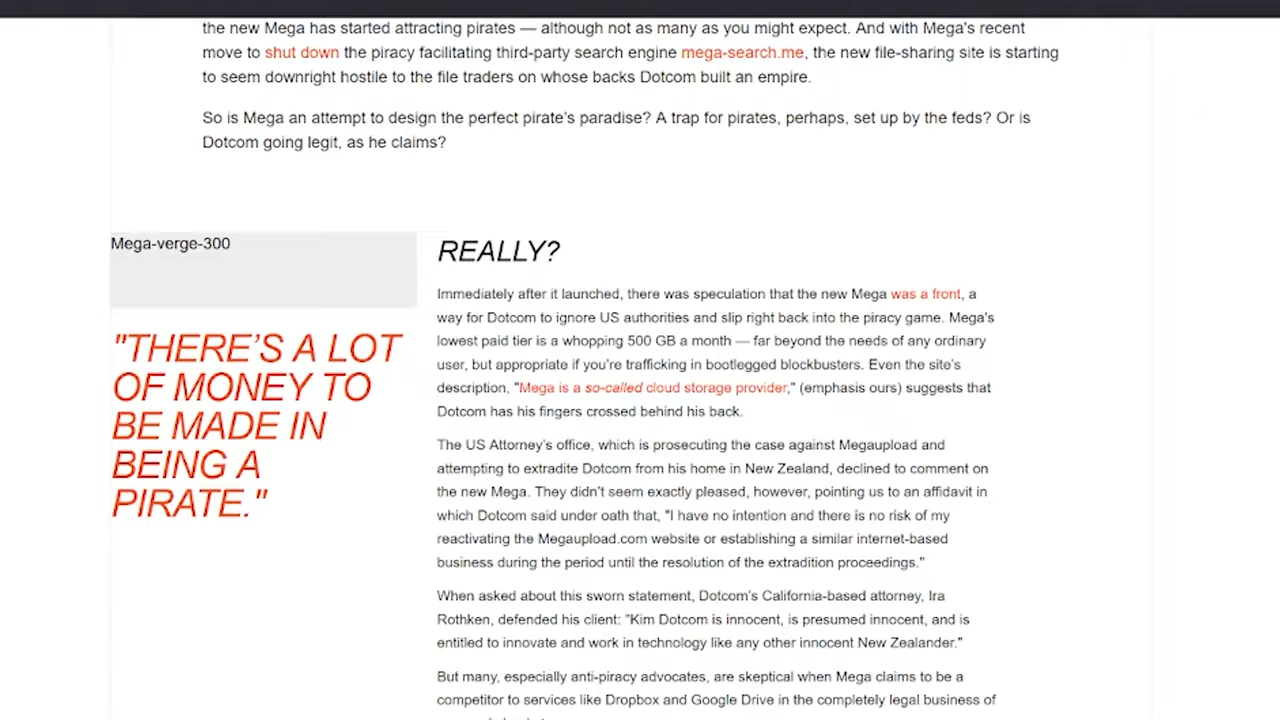 the new Mega has started attracting pirates — although not as many as you might expect. And with Mega's recent
move to shut down the piracy facilitating third-party search engine mega-search.me, the new file-sharing site is starting
to seem downright hostile to the file traders on whose backs Dotcom built an empire.
So is Mega an attempt to design the perfect pirate's paradise? A trap for pirates, perhaps, set up by the feds? Or is
Dotcom going legit, as he claims?
Mega-verge-300
"THERE'S A LOT
OF MONEY TO
BE MADE IN
BEING A
PIRATE."
REALLY?
Immediately after it launched, there was speculation that the new Mega was a front, a
way for Dotcom to ignore US authorities and slip right back into the piracy game. Mega's
lowest paid tier is a whopping 500 GB a month — far beyond the needs of any ordinary
user, but appropriate if you're trafficking in bootlegged blockbusters. Even the site's
description, "Mega is a so-called cloud storage provider," (emphasis ours) suggests that
Dotcom has his fingers crossed behind his back.
The US Attorney's office, which is prosecuting the case against Megaupload and
attempting to extradite Dotcom from his home in New Zealand, declined to comment on
the new Mega. They didn't seem exactly pleased, however, pointing us to an affidavit in
which Dotcom said under oath that, "I have no intention and there is no risk of my
reactivating the Megaupload.com website or establishing a similar internet-based
business during the period until the resolution of the extradition proceedings."
When asked about this sworn statement, Dotcom's California-based attorney, Ira
Rothken, defended his client: "Kim Dotcom is innocent, is presumed innocent, and is
entitled to innovate and work in technology like any other innocent New Zealander."
But many, especially anti-piracy advocates, are skeptical when Mega claims to be a
competitor to services like Dropbox and Google Drive in the completely legal business of